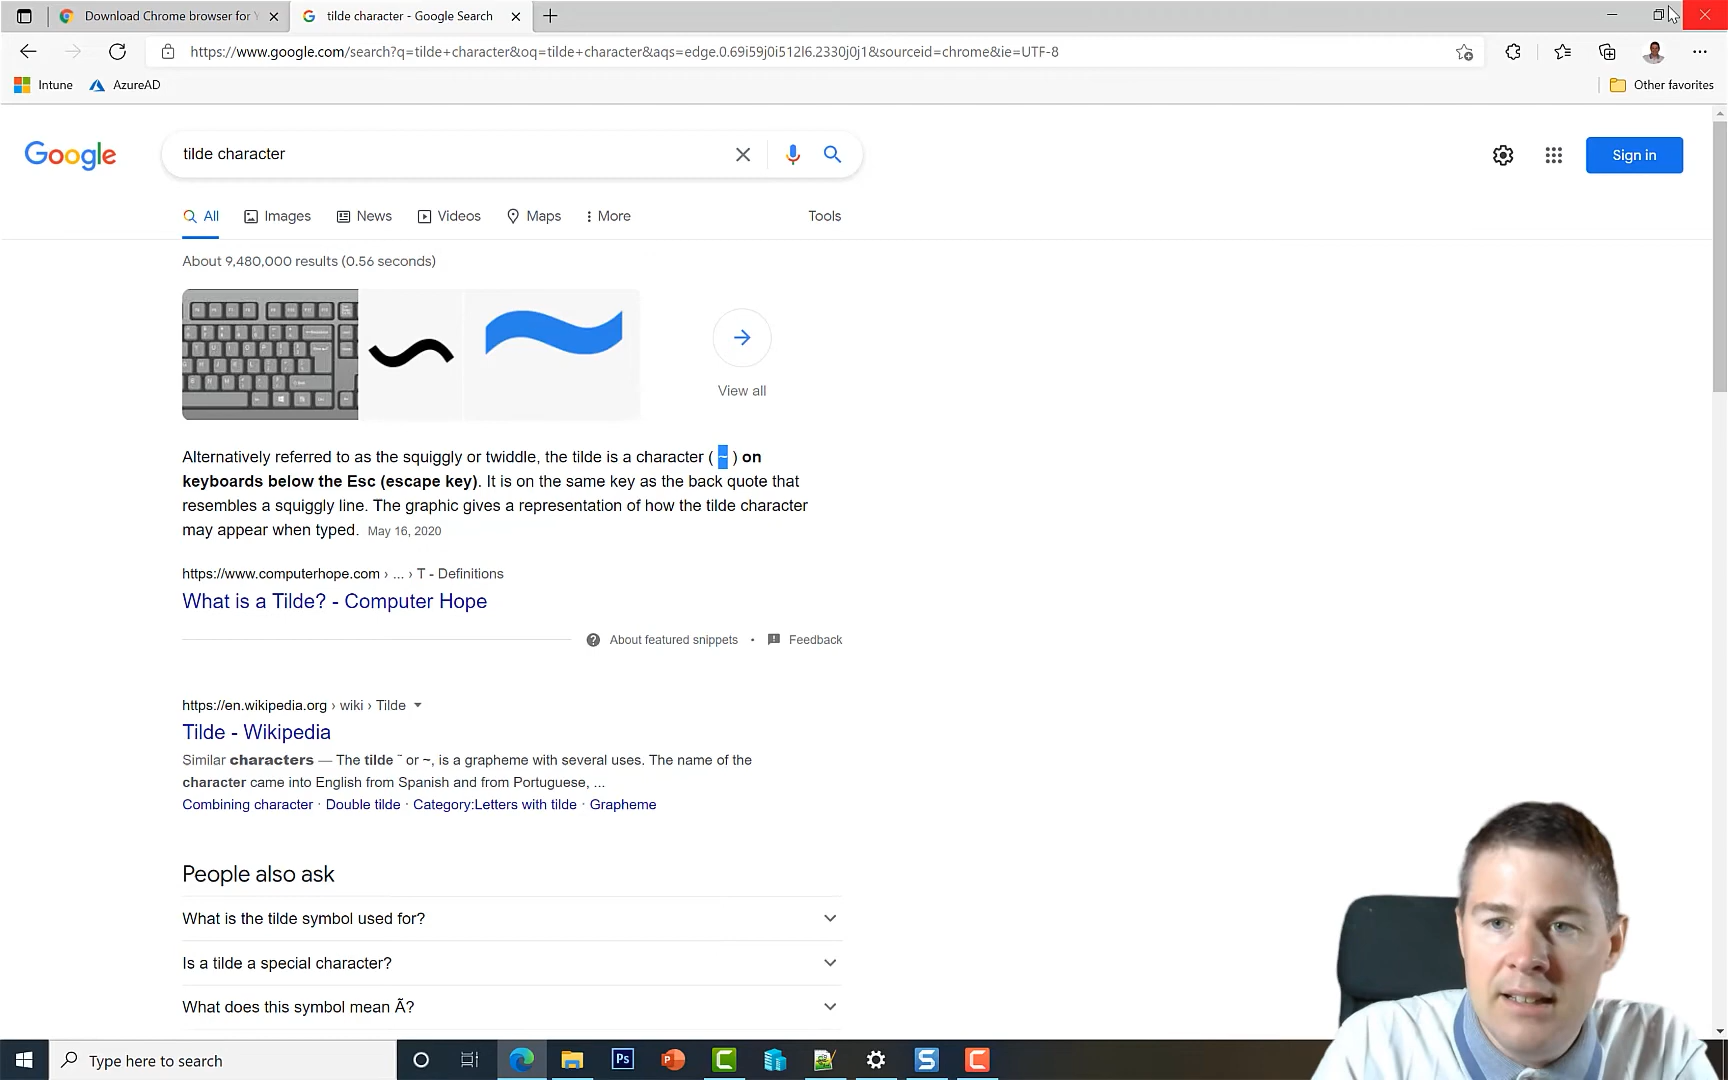 Download Chrome browser for Y
tilde character - Google Search
https://www.google.com/search?q=tilde+character&oq=tilde+character&aqs=edge.0.69i59j0i512l6.2330j0j1&sourceid=chrome&ie=UTF-8
Intune
AzureAD
Other favorites
Google
tilde character
Sign in
All
Images
News
Videos
Maps
More
Tools
About 9,480,000 results (0.56 seconds)
View all
Alternatively referred to as the squiggly or twiddle, the tilde is a character ( ~ ) on
keyboards below the Esc (escape key). It is on the same key as the back quote that
resembles a squiggly line. The graphic gives a representation of how the tilde character
may appear when typed. May 16, 2020
https://www.computerhope.com › ... › T - Definitions
What is a Tilde? - Computer Hope
About featured snippets • Feedback
https://en.wikipedia.org › wiki › Tilde
Tilde - Wikipedia
Similar characters — The tilde ˜ or ~, is a grapheme with several uses. The name of the
character came into English from Spanish and from Portuguese, ...
Combining character · Double tilde · Category:Letters with tilde · Grapheme
People also ask
What is the tilde symbol used for?
Is a tilde a special character?
What does this symbol mean Ã?
Type here to search
Ps
P
C
S
C